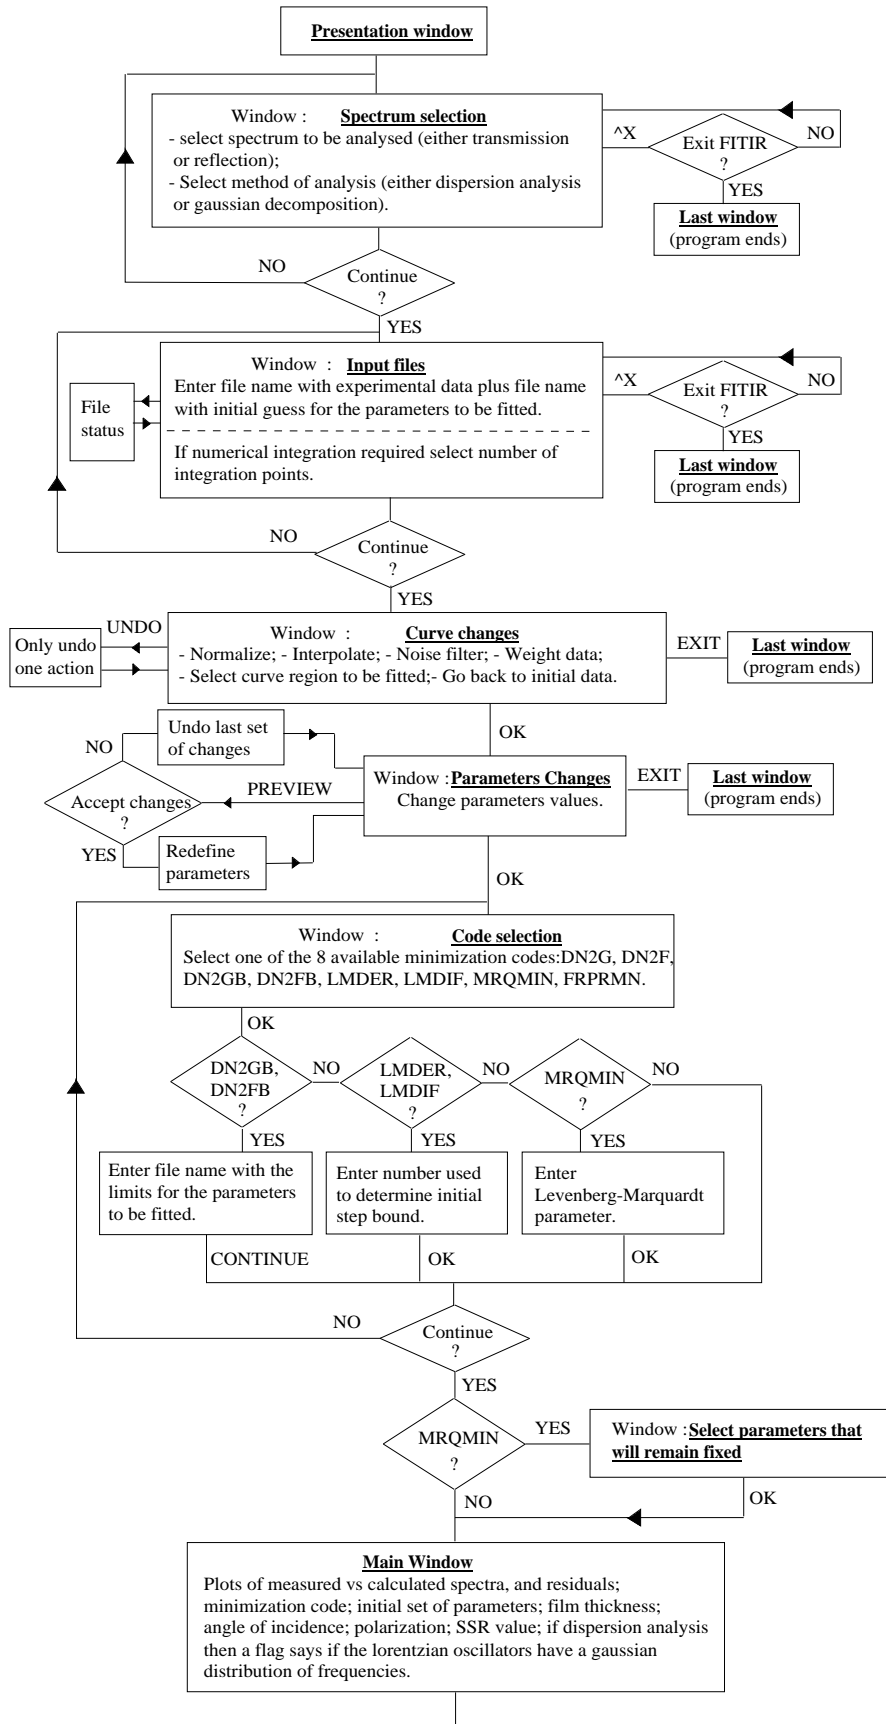 Presentation window
Window : Spectrum selection
- select spectrum to be analysed (either transmission
or reflection);
- Select method of analysis (either dispersion analysis
or gaussian decomposition).
^X
Exit FITIR
?
NO
YES
Last window
(program ends)
NO
Continue
?
YES
Window : Input files
Enter file name with experimental data plus file name
with initial guess for the parameters to be fitted.
If numerical integration required select number of
integration points.
File
status
^X
Exit FITIR
?
NO
YES
Last window
(program ends)
NO
Continue
?
YES
Window : Curve changes
- Normalize; - Interpolate; - Noise filter; - Weight data;
- Select curve region to be fitted;- Go back to initial data.
UNDO
Only undo
one action
EXIT
Last window
(program ends)
OK
Undo last set
of changes
NO
Accept changes
?
PREVIEW
YES
Redefine
parameters
Window :Parameters Changes
Change parameters values.
EXIT
Last window
(program ends)
OK
Window : Code selection
Select one of the 8 available minimization codes:DN2G, DN2F,
DN2GB, DN2FB, LMDER, LMDIF, MRQMIN, FRPRMN.
OK
DN2GB,
DN2FB
?
NO
LMDER,
LMDIF
?
NO
MRQMIN
?
NO
YES
YES
YES
Enter file name with the
limits for the parameters
to be fitted.
Enter number used
to determine initial
step bound.
Enter
Levenberg-Marquardt
parameter.
CONTINUE
OK
OK
NO
Continue
?
YES
MRQMIN
?
YES
Window :Select parameters that
will remain fixed
NO
OK
Main Window
Plots of measured vs calculated spectra, and residuals;
minimization code; initial set of parameters; film thickness;
angle of incidence; polarization; SSR value; if dispersion analysis
then a flag says if the lorentzian oscillators have a gaussian
distribution of frequencies.